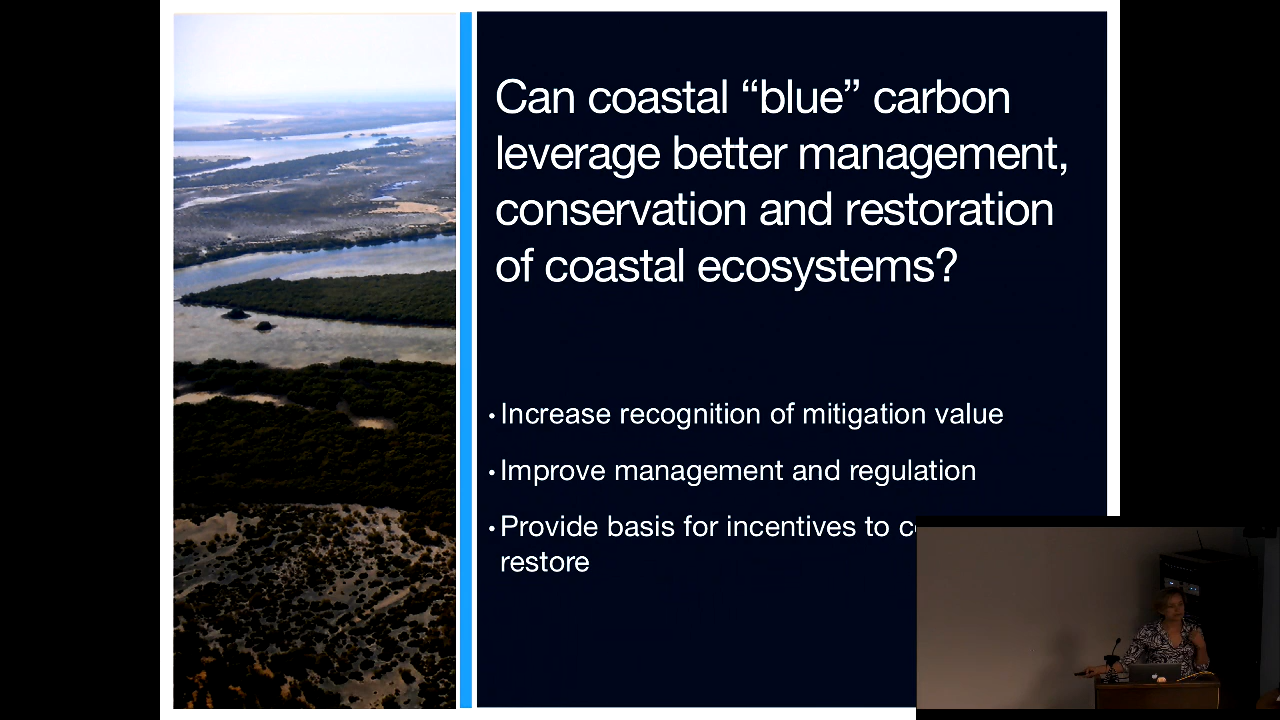 Can coastal “blue” carbon
leverage better management,
conservation and restoration
of coastal ecosystems?
• Increase recognition of mitigation value
• Improve management and regulation
• Provide basis for incentives to
restore